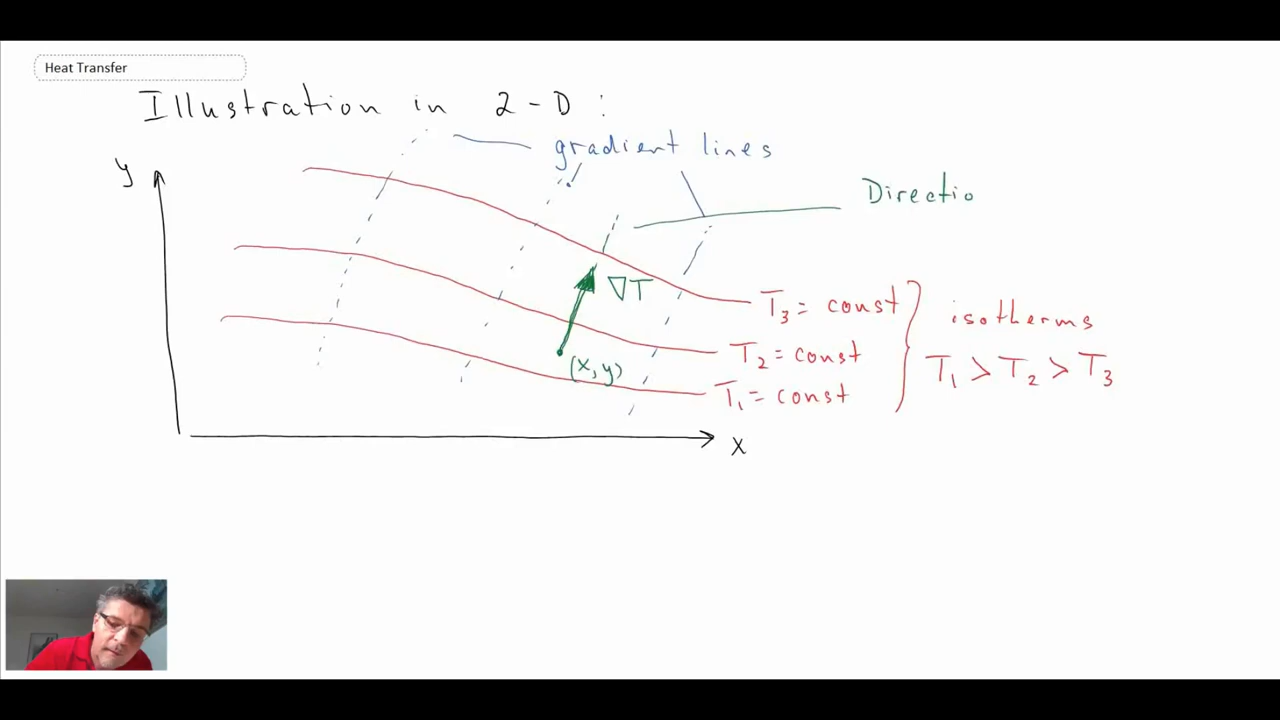 Heat Transfer
Illustration in 2-D :
gradient lines
y
Directio
∇T
T₃ = const
isotherms
T₂ = const
(x, y)
T₁ > T₂ > T₃
T₁ = const
x